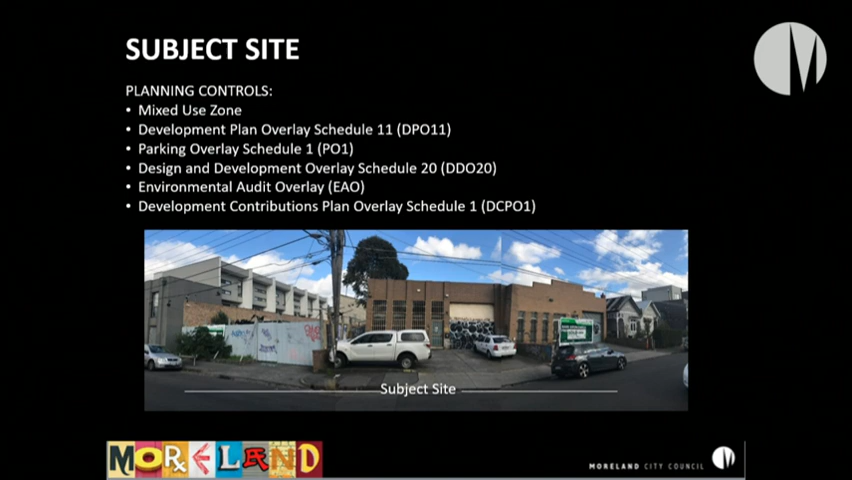 SUBJECT SITE
PLANNING CONTROLS:
• Mixed Use Zone
• Development Plan Overlay Schedule 11 (DPO11)
• Parking Overlay Schedule 1 (PO1)
• Design and Development Overlay Schedule 20 (DDO20)
• Environmental Audit Overlay (EAO)
• Development Contributions Plan Overlay Schedule 1 (DCPO1)
Subject Site
MORELAND
MORELAND CITY COUNCIL